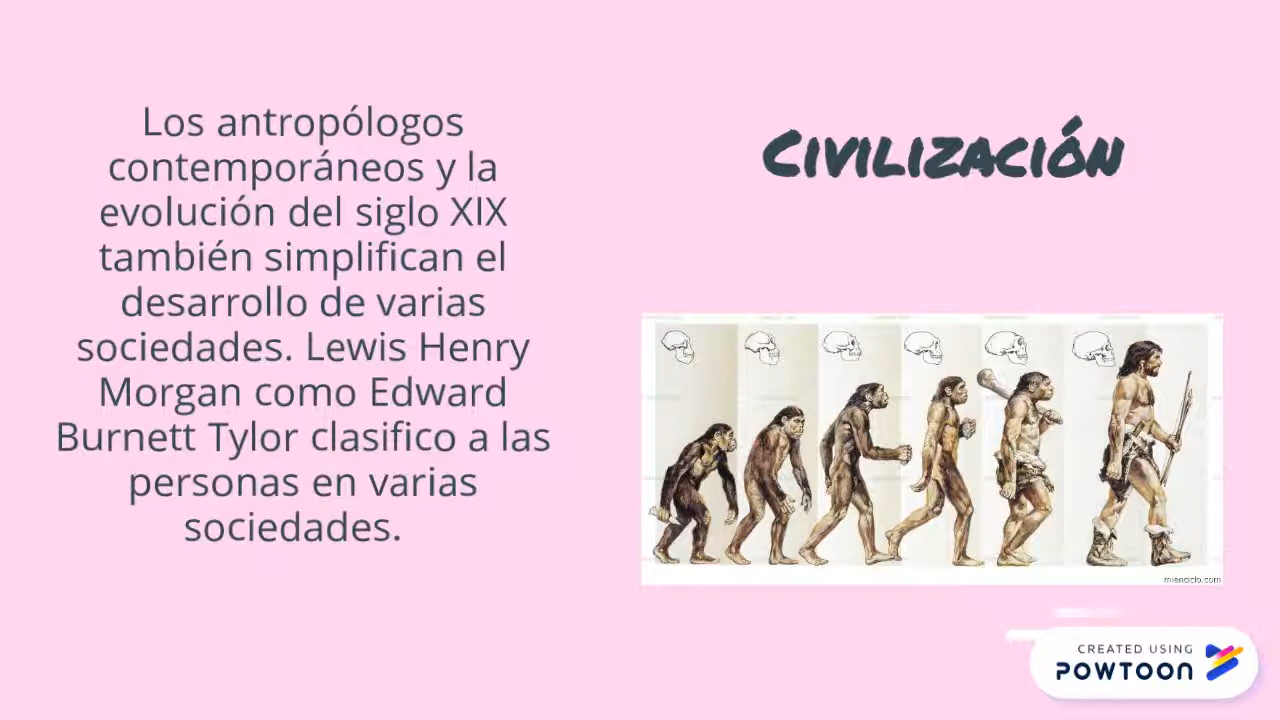 Los antropólogos
contemporáneos y la
evolución del siglo XIX
también simplifican el
desarrollo de varias
sociedades. Lewis Henry
Morgan como Edward
Burnett Tylor clasifico a las
personas en varias
sociedades.
Civilización
CREATED USING
POWTOON